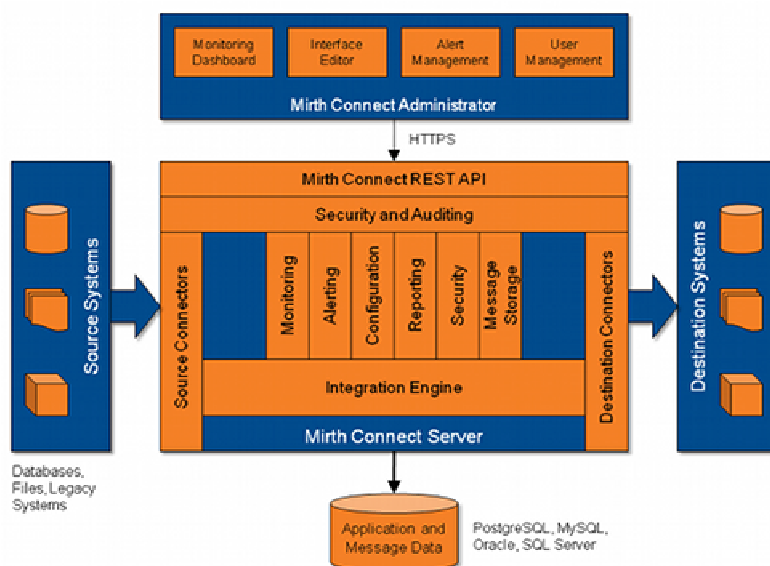 Monitoring
Dashboard
Interface
Editor
Alert
Management
User
Management
Mirth Connect Administrator
HTTPS
Mirth Connect REST API
Security and Auditing
Source Systems
Source Connectors
Monitoring
Alerting
Configuration
Reporting
Security
Message
Storage
Destination Connectors
Destination Systems
Integration Engine
Mirth Connect Server
Databases,
Files, Legacy
Systems
Application and
Message Data
PostgreSQL, MySQL,
Oracle, SQL Server